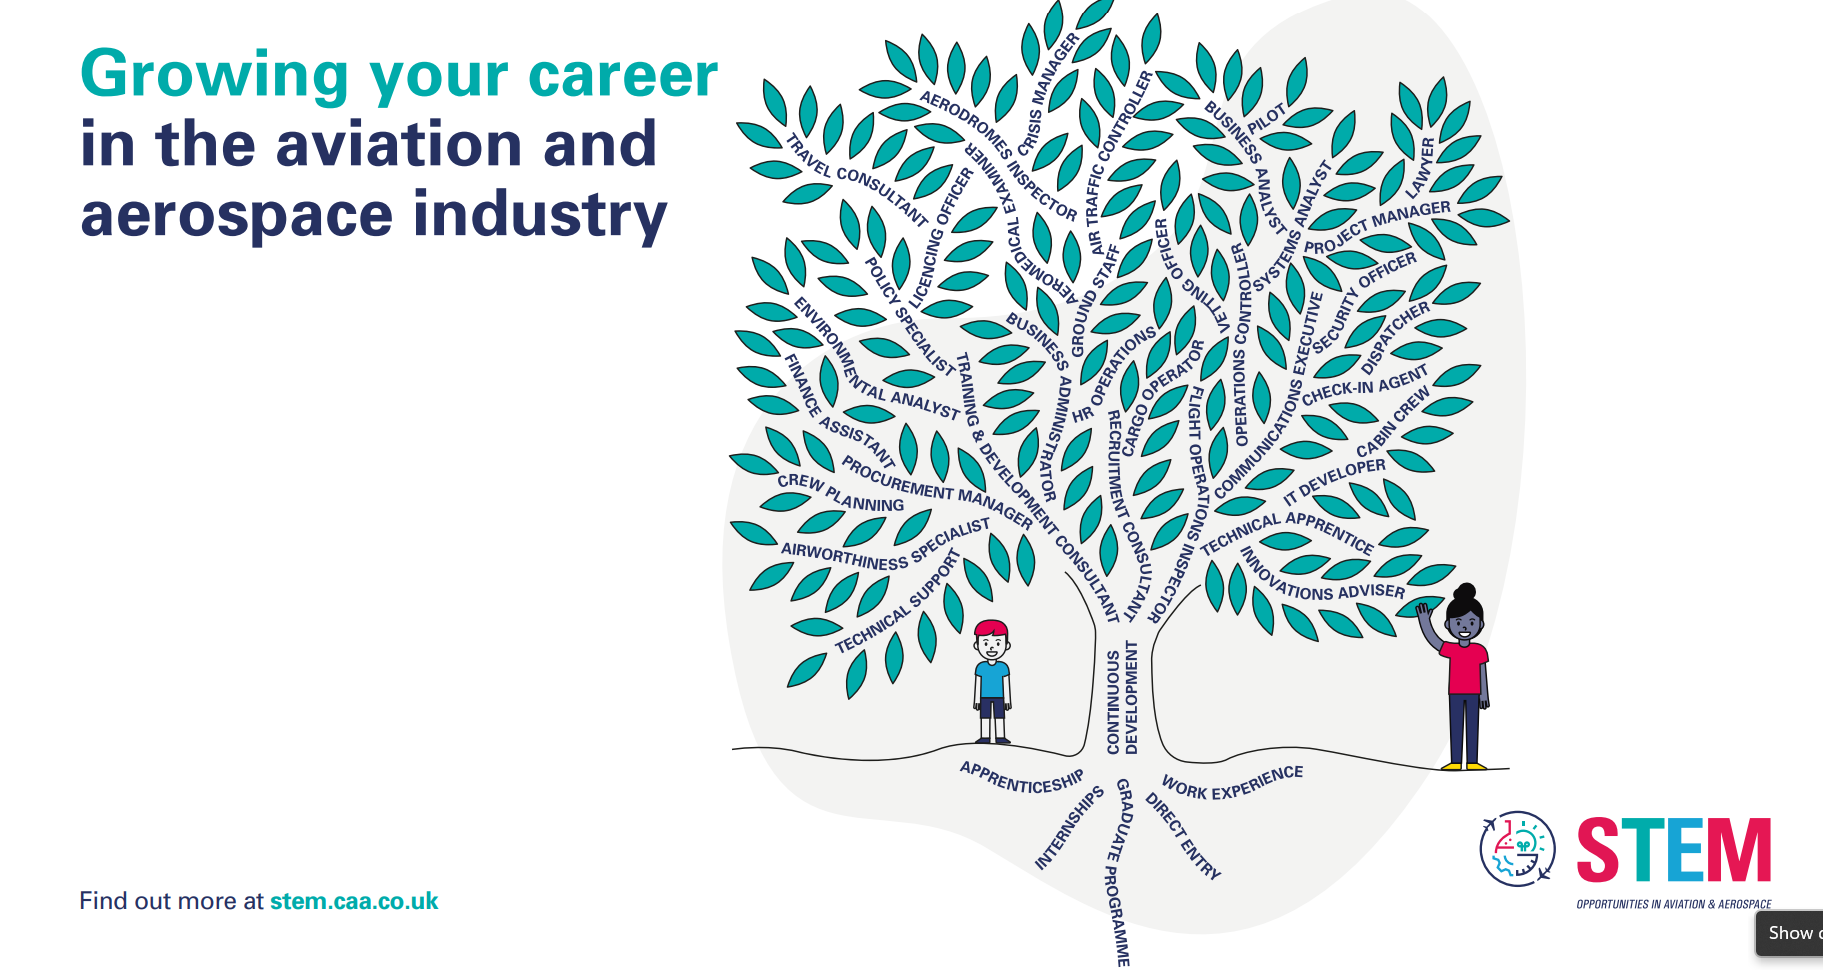 Growing your career
in the aviation and
aerospace industry
CRISIS MANAGER
AERODROMES INSPECTOR
AIR TRAFFIC CONTROLLER
BUSINESS ANALYST
PILOT
TRAVEL CONSULTANT
AEROMEDICAL EXAMINER
LICENCING OFFICER
SYSTEMS ANALYST
LAWYER
PROJECT MANAGER
POLICY SPECIALIST
GROUND STAFF
VETTING OFFICER
OPERATIONS CONTROLLER
SECURITY OFFICER
ENVIRONMENTAL ANALYST
BUSINESS ADMINISTRATOR
HR OPERATIONS
CARGO OPERATOR
COMMUNICATIONS EXECUTIVE
DISPATCHER
FINANCE ASSISTANT
TRAINING & DEVELOPMENT CONSULTANT
RECRUITMENT CONSULTANT
FLIGHT OPERATIONS INSPECTOR
CHECK-IN AGENT
CABIN CREW
PROCUREMENT MANAGER
CREW PLANNING
IT DEVELOPER
AIRWORTHINESS SPECIALIST
TECHNICAL APPRENTICE
TECHNICAL SUPPORT
INNOVATIONS ADVISER
CONTINUOUS
DEVELOPMENT
APPRENTICESHIP
INTERNSHIPS
GRADUATE PROGRAMME
DIRECT ENTRY
WORK EXPERIENCE
Find out more at stem.caa.co.uk
STEM
OPPORTUNITIES IN AVIATION & AEROSPACE
Show